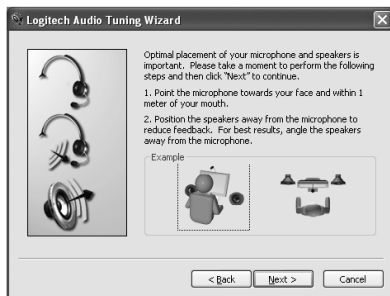 Logitech Audio Tuning Wizard
Optimal placement of your microphone and speakers is
important. Please take a moment to perform the following
steps and then click "Next" to continue.
1. Point the microphone towards your face and within 1
meter of your mouth.
2. Position the speakers away from the microphone to
reduce feedback. For best results, angle the speakers
away from the microphone.
Example
< Back
Next >
Cancel